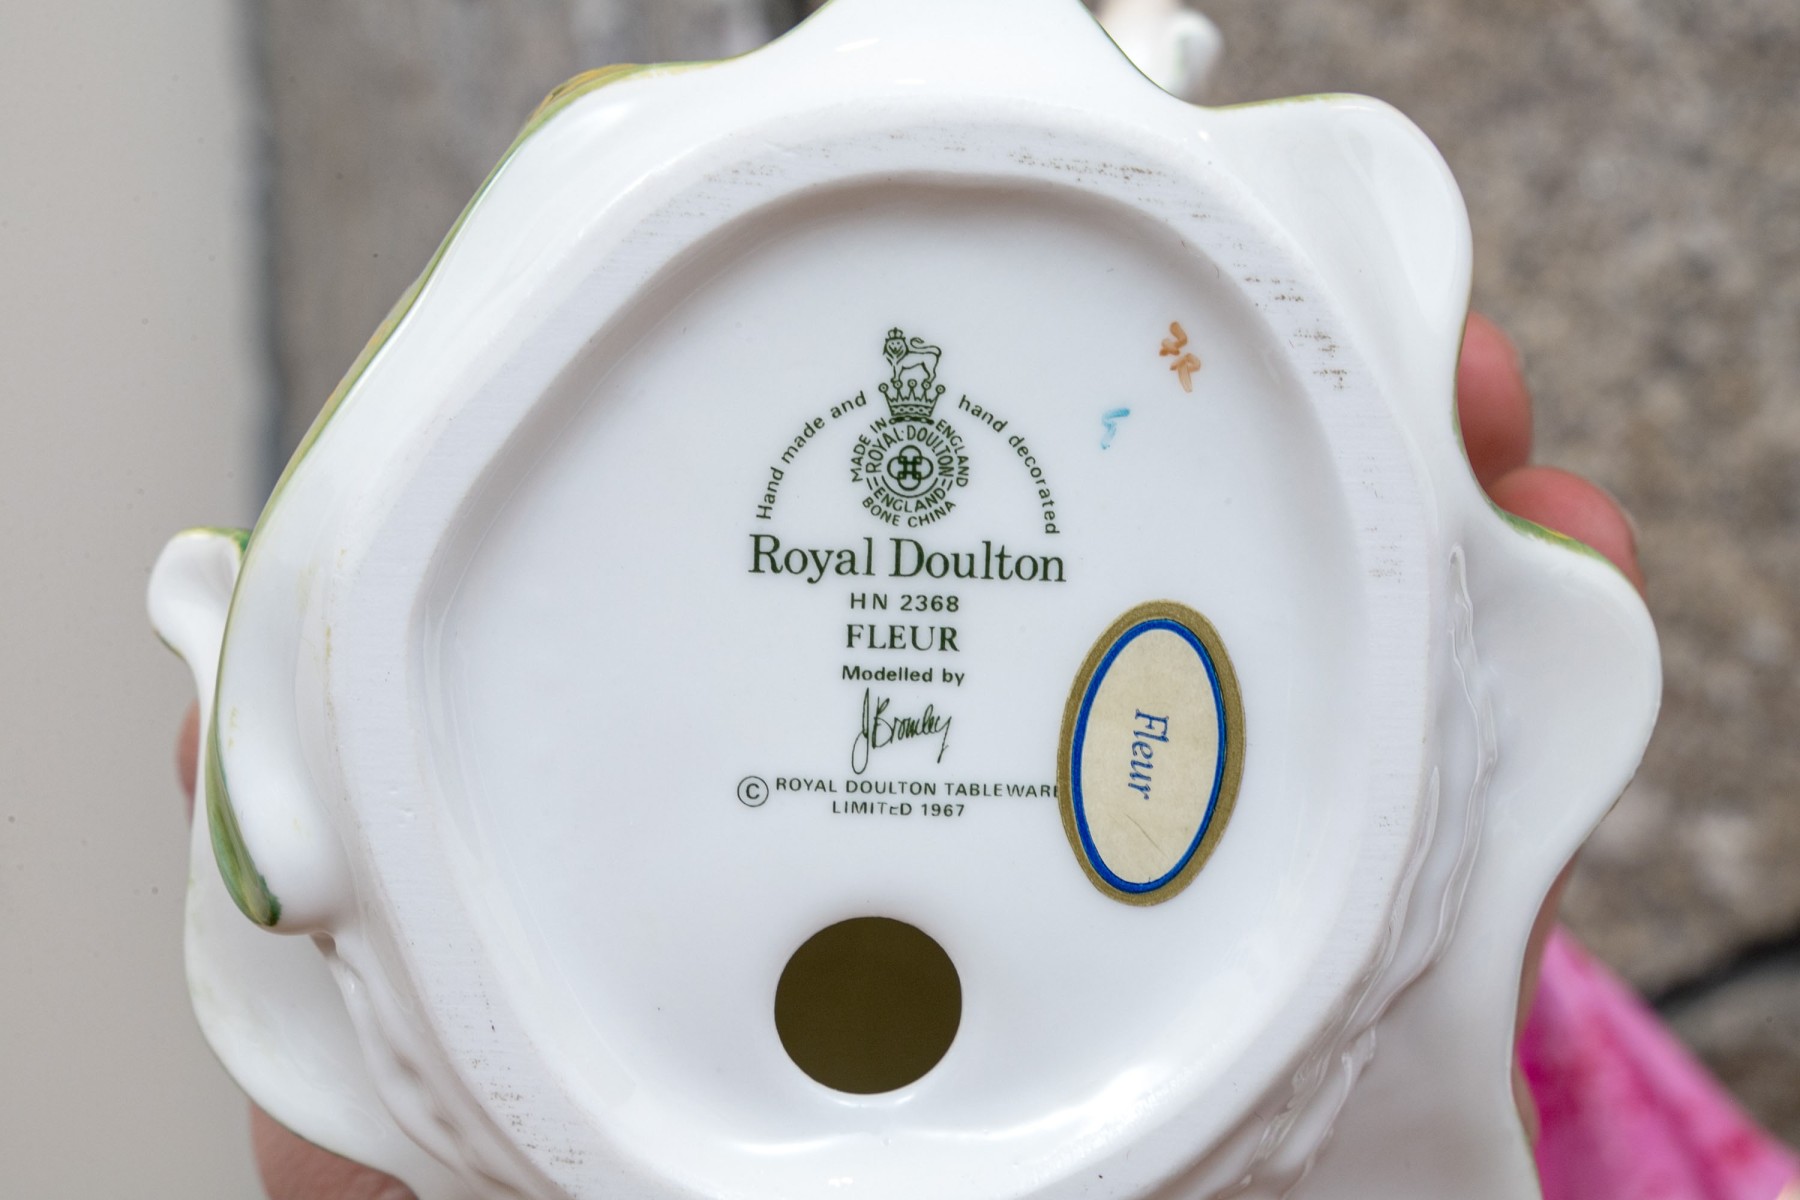 Hand made and hand decorated
MADE IN ENGLAND
ROYAL·DOULTON
ENGLAND
BONE CHINA
Royal Doulton
HN 2368
FLEUR
Modelled by
J Bromley
© ROYAL DOULTON TABLEWARE
LIMITED 1967
Fleur